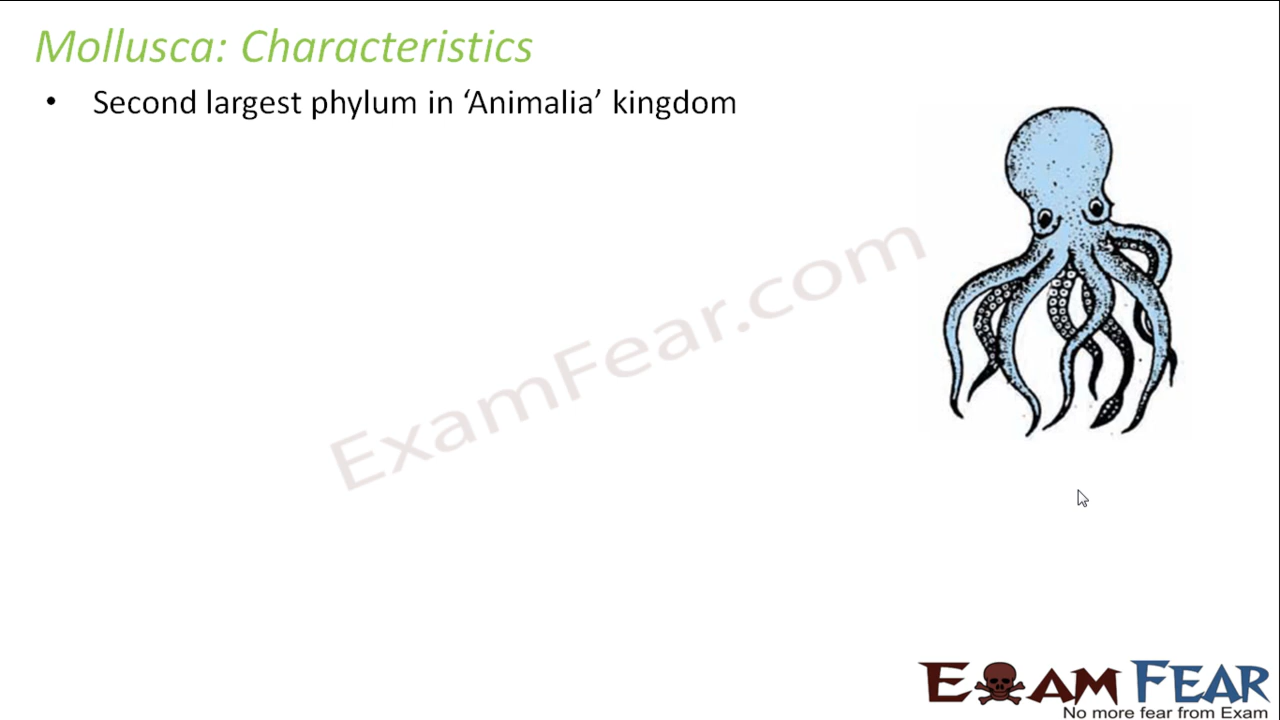 Mollusca: Characteristics
• Second largest phylum in ‘Animalia’ kingdom
ExamFear.com
EXAM FEAR
No more fear from Exam